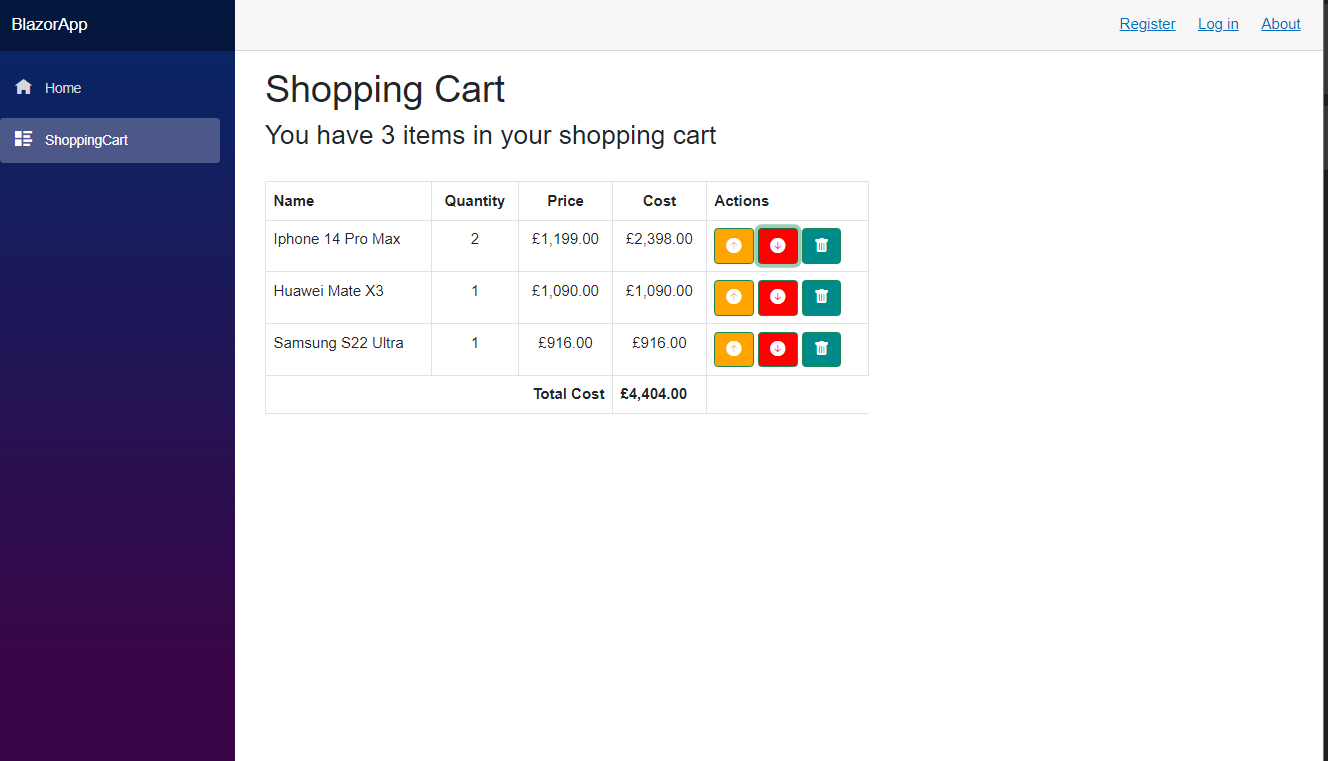 BlazorApp
Register Log in About
Home
ShoppingCart
Shopping Cart
You have 3 items in your shopping cart
Name Quantity Price Cost Actions
Iphone 14 Pro Max 2 £1,199.00 £2,398.00
Huawei Mate X3 1 £1,090.00 £1,090.00
Samsung S22 Ultra 1 £916.00 £916.00
Total Cost £4,404.00